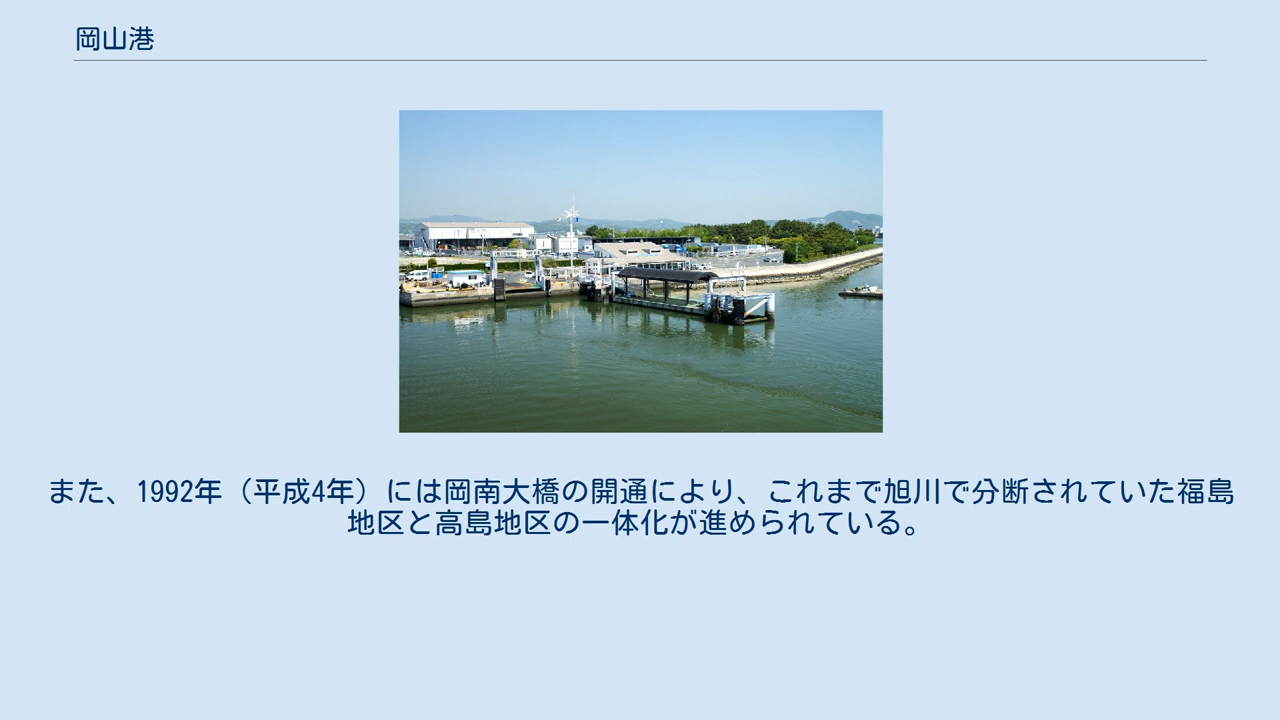 岡山港
また、1992年（平成4年）には岡南大橋の開通により、これまで旭川で分断されていた福島
地区と高島地区の一体化が進められている。